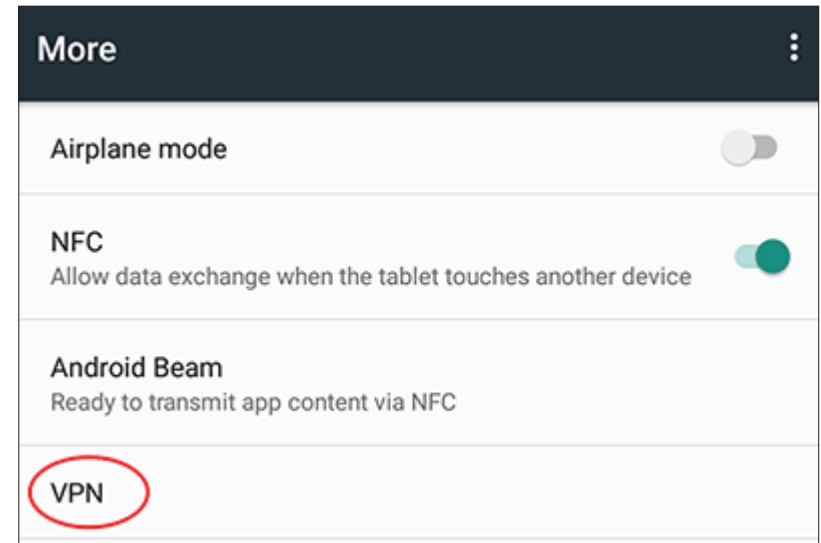 More
Airplane mode
NFC
Allow data exchange when the tablet touches another device
Android Beam
Ready to transmit app content via NFC
VPN